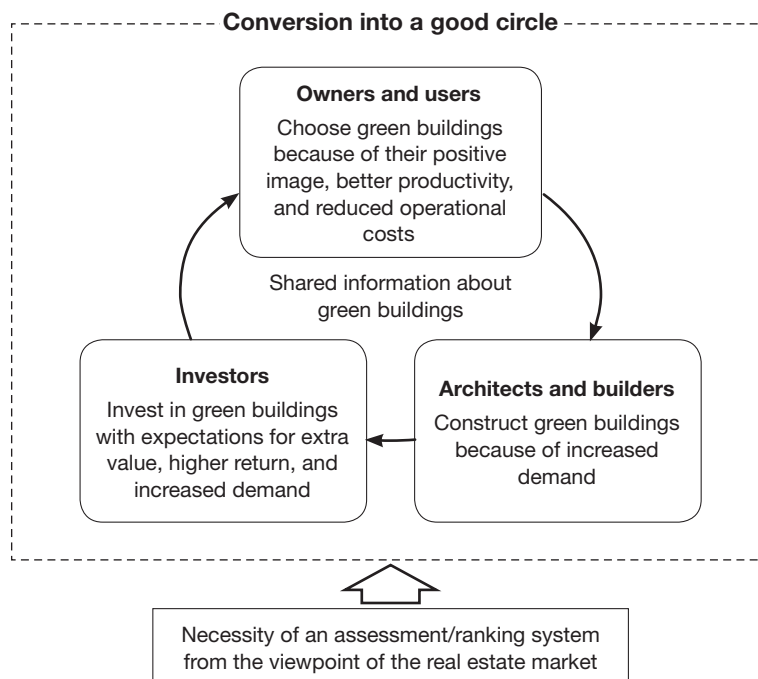 Conversion into a good circle
Owners and users
Choose green buildings
because of their positive
image, better productivity,
and reduced operational
costs
Shared information about
green buildings
Investors
Invest in green buildings
with expectations for extra
value, higher return, and
increased demand
Architects and builders
Construct green buildings
because of increased
demand
Necessity of an assessment/ranking system
from the viewpoint of the real estate market